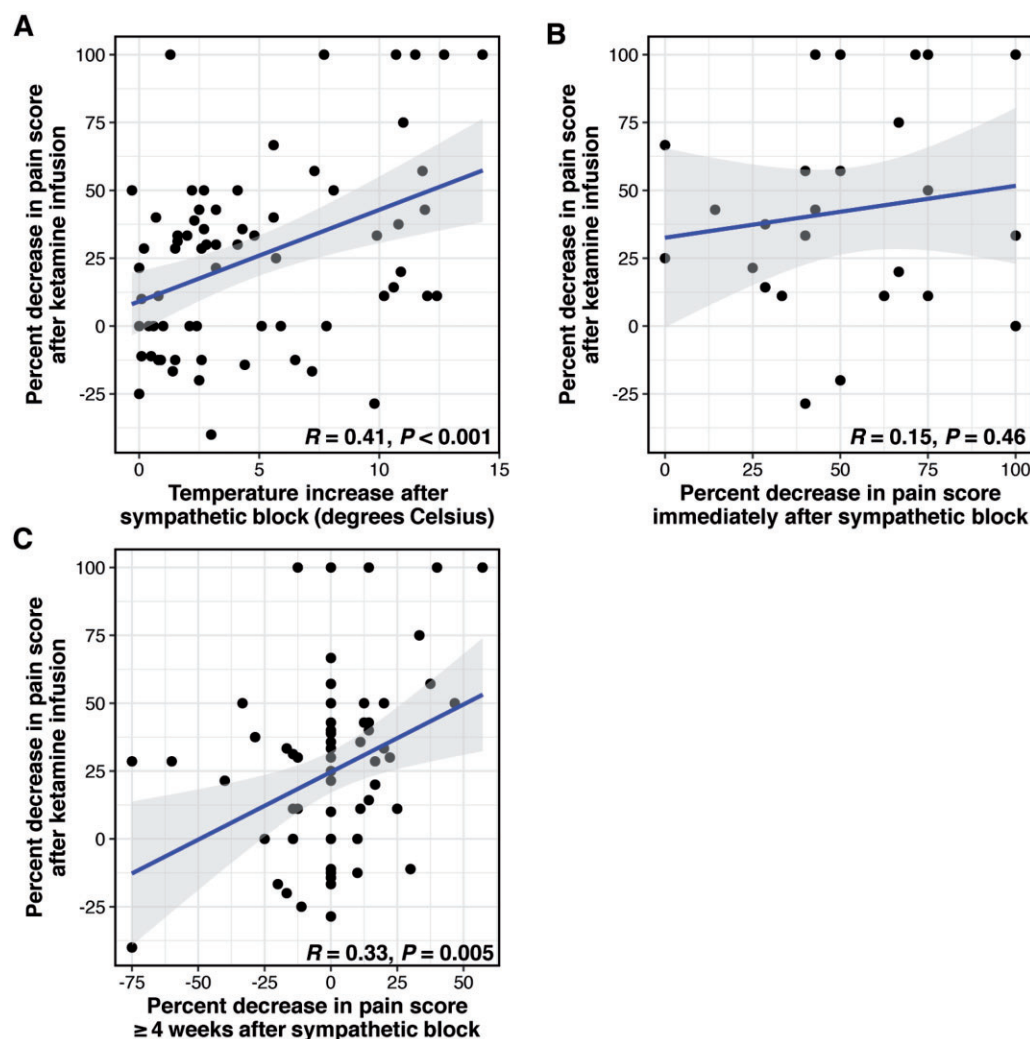 A
Percent decrease in pain score
after ketamine infusion
100
75
50
25
0
-25
R = 0.41, P < 0.001
0
5
10
15
Temperature increase after
sympathetic block (degrees Celsius)
B
Percent decrease in pain score
after ketamine infusion
100
75
50
25
0
-25
R = 0.15, P = 0.46
0
25
50
75
100
Percent decrease in pain score
immediately after sympathetic block
C
Percent decrease in pain score
after ketamine infusion
100
75
50
25
0
-25
R = 0.33, P = 0.005
-75
-50
-25
0
25
50
Percent decrease in pain score
≥ 4 weeks after sympathetic block